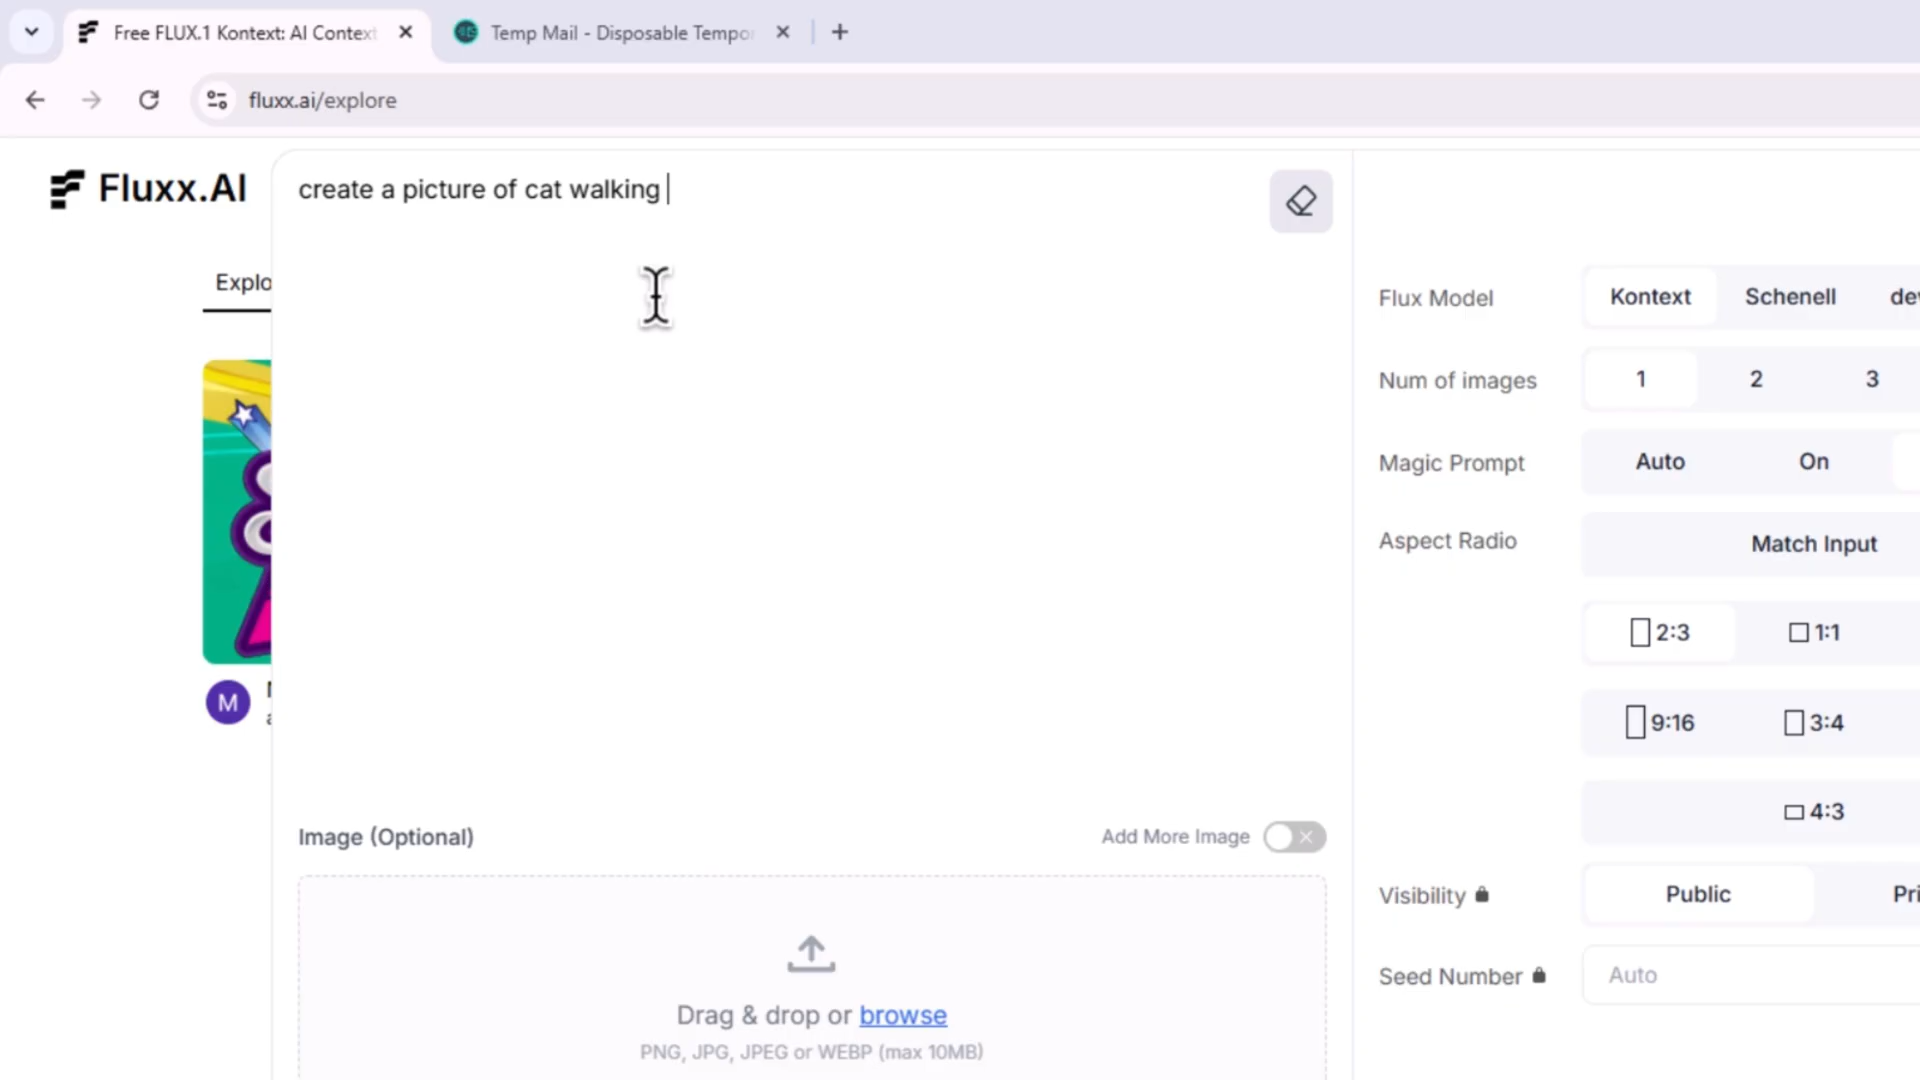 Free FLUX.1 Kontext: AI Context
Temp Mail - Disposable Tempo
fluxx.ai/explore
Fluxx.AI
create a picture of cat walking
Explo
Flux Model
Kontext
Schenell
de
Num of images
1
2
3
Magic Prompt
Auto
On
Aspect Radio
Match Input
2:3
1:1
9:16
3:4
4:3
M
Image (Optional)
Add More Image
Visibility
Public
Pri
Seed Number
Auto
Drag & drop or browse
PNG, JPG, JPEG or WEBP (max 10MB)